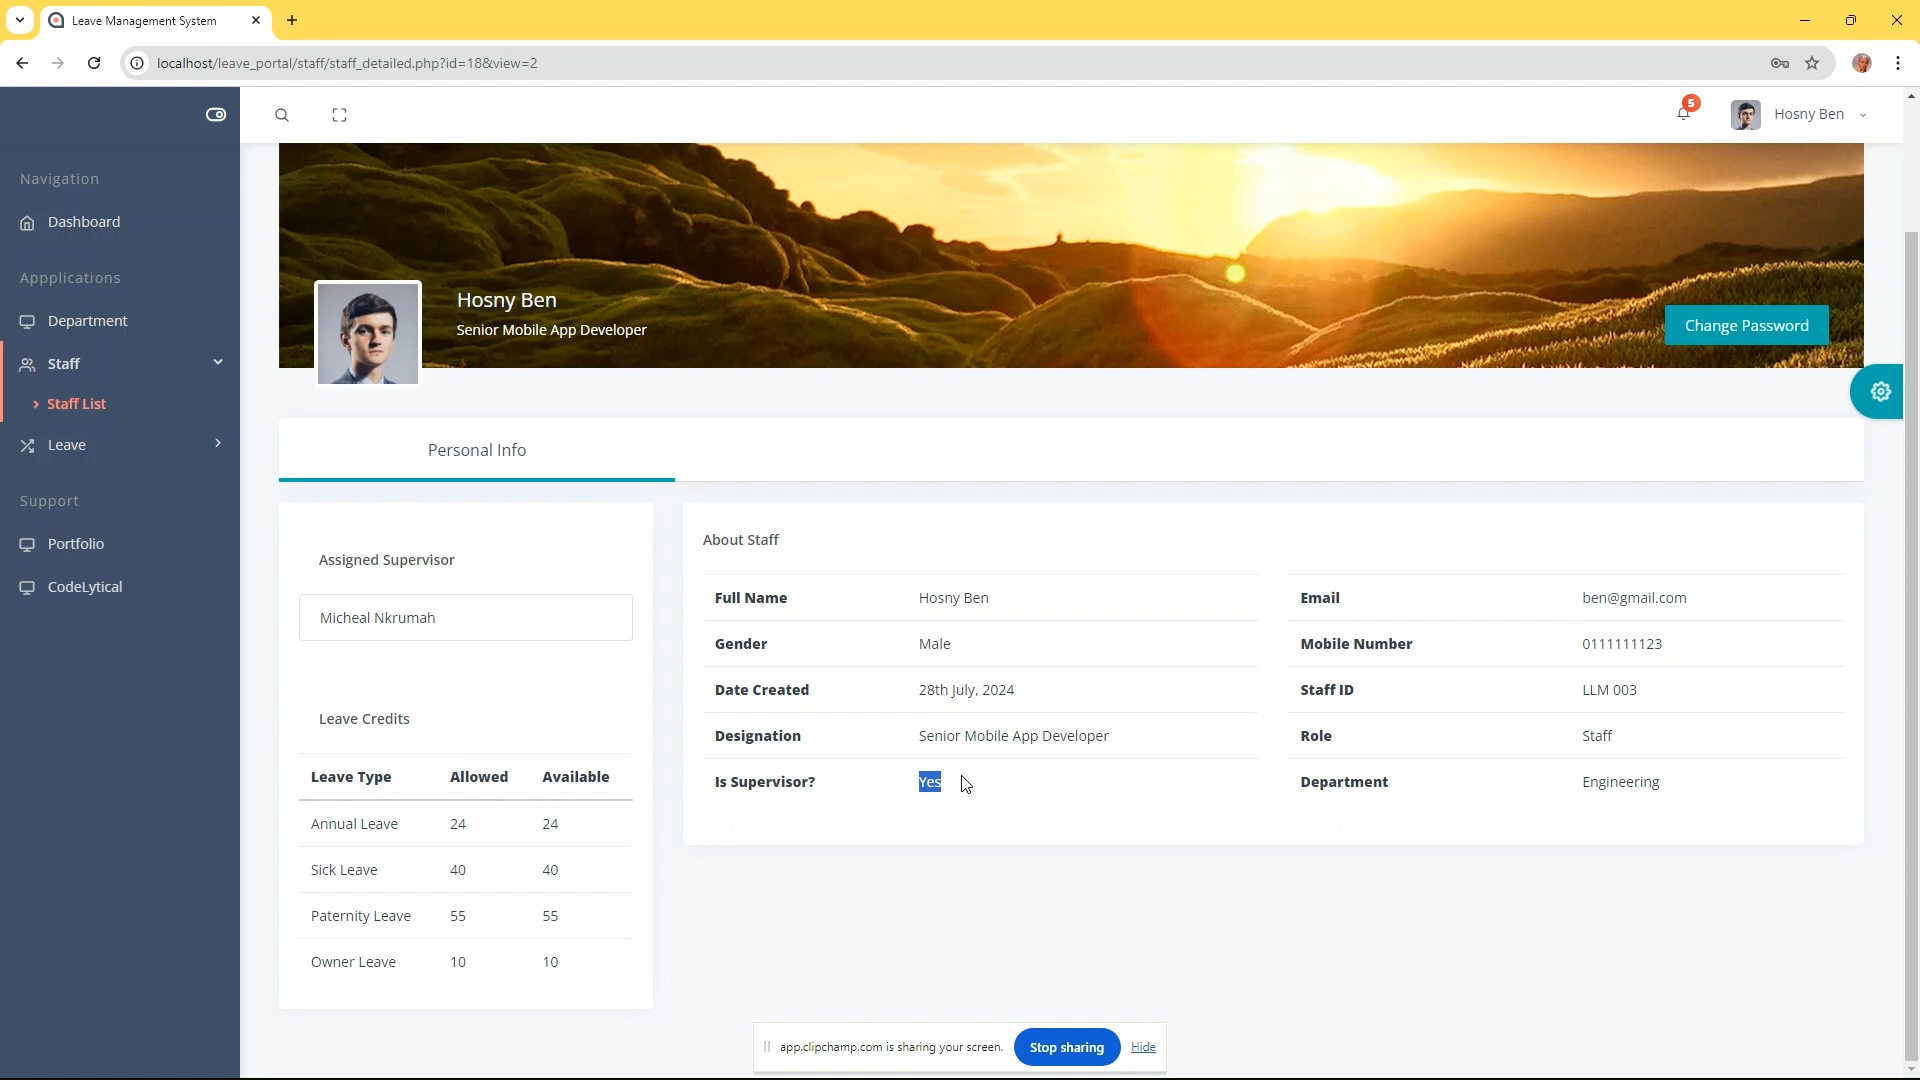 Leave Management System
localhost/leave_portal/staff/staff_detailed.php?id=18&view=2
5
Hosny Ben
Navigation
Dashboard
Appplications
Department
Staff
Staff List
Leave
Support
Portfolio
CodeLytical
Hosny Ben
Senior Mobile App Developer
Change Password
Personal Info
Assigned Supervisor
Micheal Nkrumah
Leave Credits
Leave Type Allowed Available
Annual Leave 24 24
Sick Leave 40 40
Paternity Leave 55 55
Owner Leave 10 10
About Staff
Full Name Hosny Ben
Gender Male
Date Created 28th July, 2024
Designation Senior Mobile App Developer
Is Supervisor? Yes
Email ben@gmail.com
Mobile Number 0111111123
Staff ID LLM 003
Role Staff
Department Engineering
app.clipchamp.com is sharing your screen. Stop sharing Hide